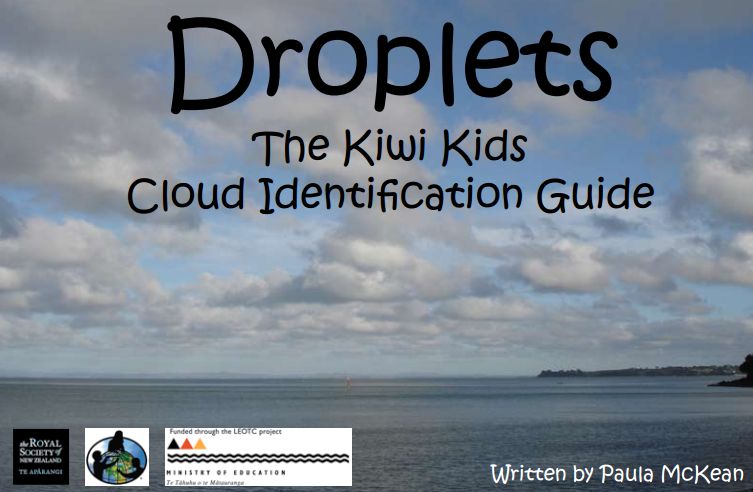 Droplets
The Kiwi Kids
Cloud Identification Guide
the ROYAL
SOCIETY of
NEW ZEALAND
TE APĀRANGI
Funded through the LEOTC project
MINISTRY OF EDUCATION
Te Tāhuhu o te Mātauranga
Written by Paula McKean